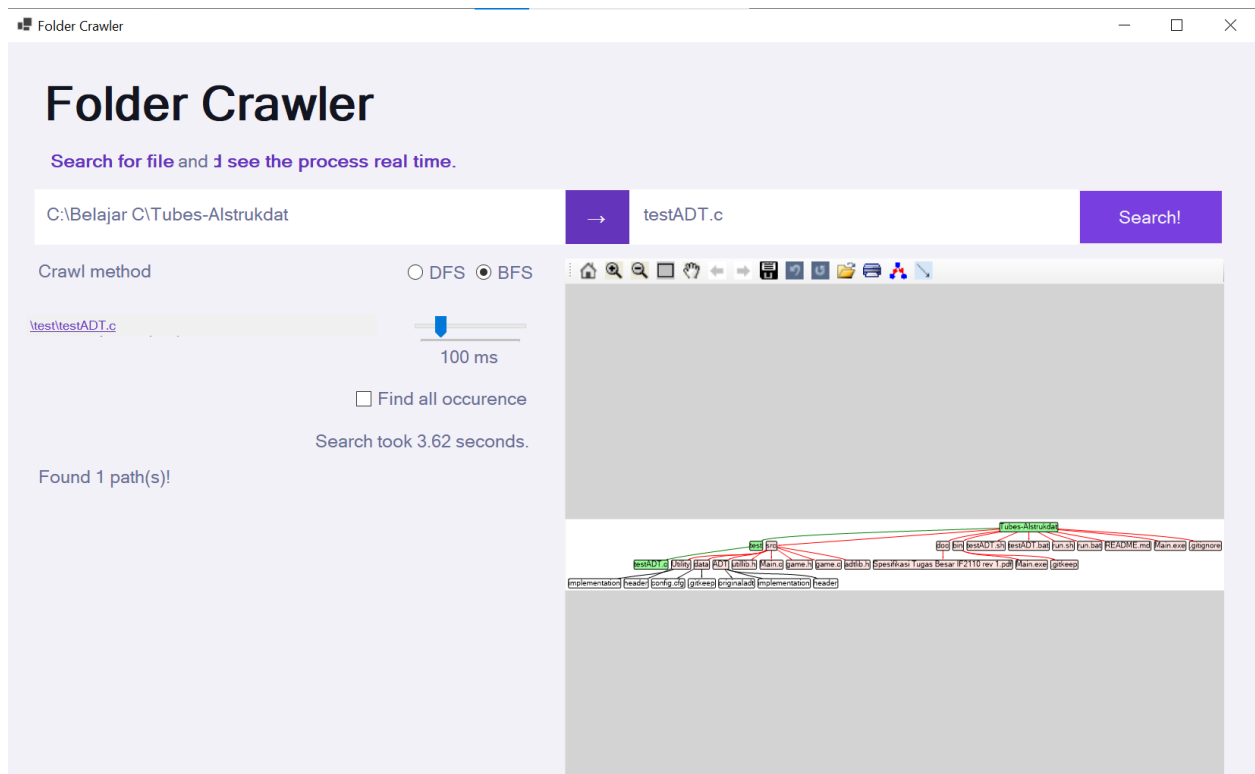 Folder Crawler
Folder Crawler
Search for file and d see the process real time.
C:\Belajar C\Tubes-Alstrukdat → testADT.c Search!
Crawl method DFS BFS
\test\testADT.c
100 ms
Find all occurence
Search took 3.62 seconds.
Found 1 path(s)!
Tubes-Alstrukdat
test src doc bin testADT.sh testADT.bat run.sh run.bat README.md Main.exe .gitignore
testADT.c Utility data ADT utillib.h Main.c game.h game.c adtlib.h Spesifikasi Tugas Besar IF2110 rev 1.pdf Main.exe .gitkeep
implementation header config.cfg .gitkeep originaladt implementation header